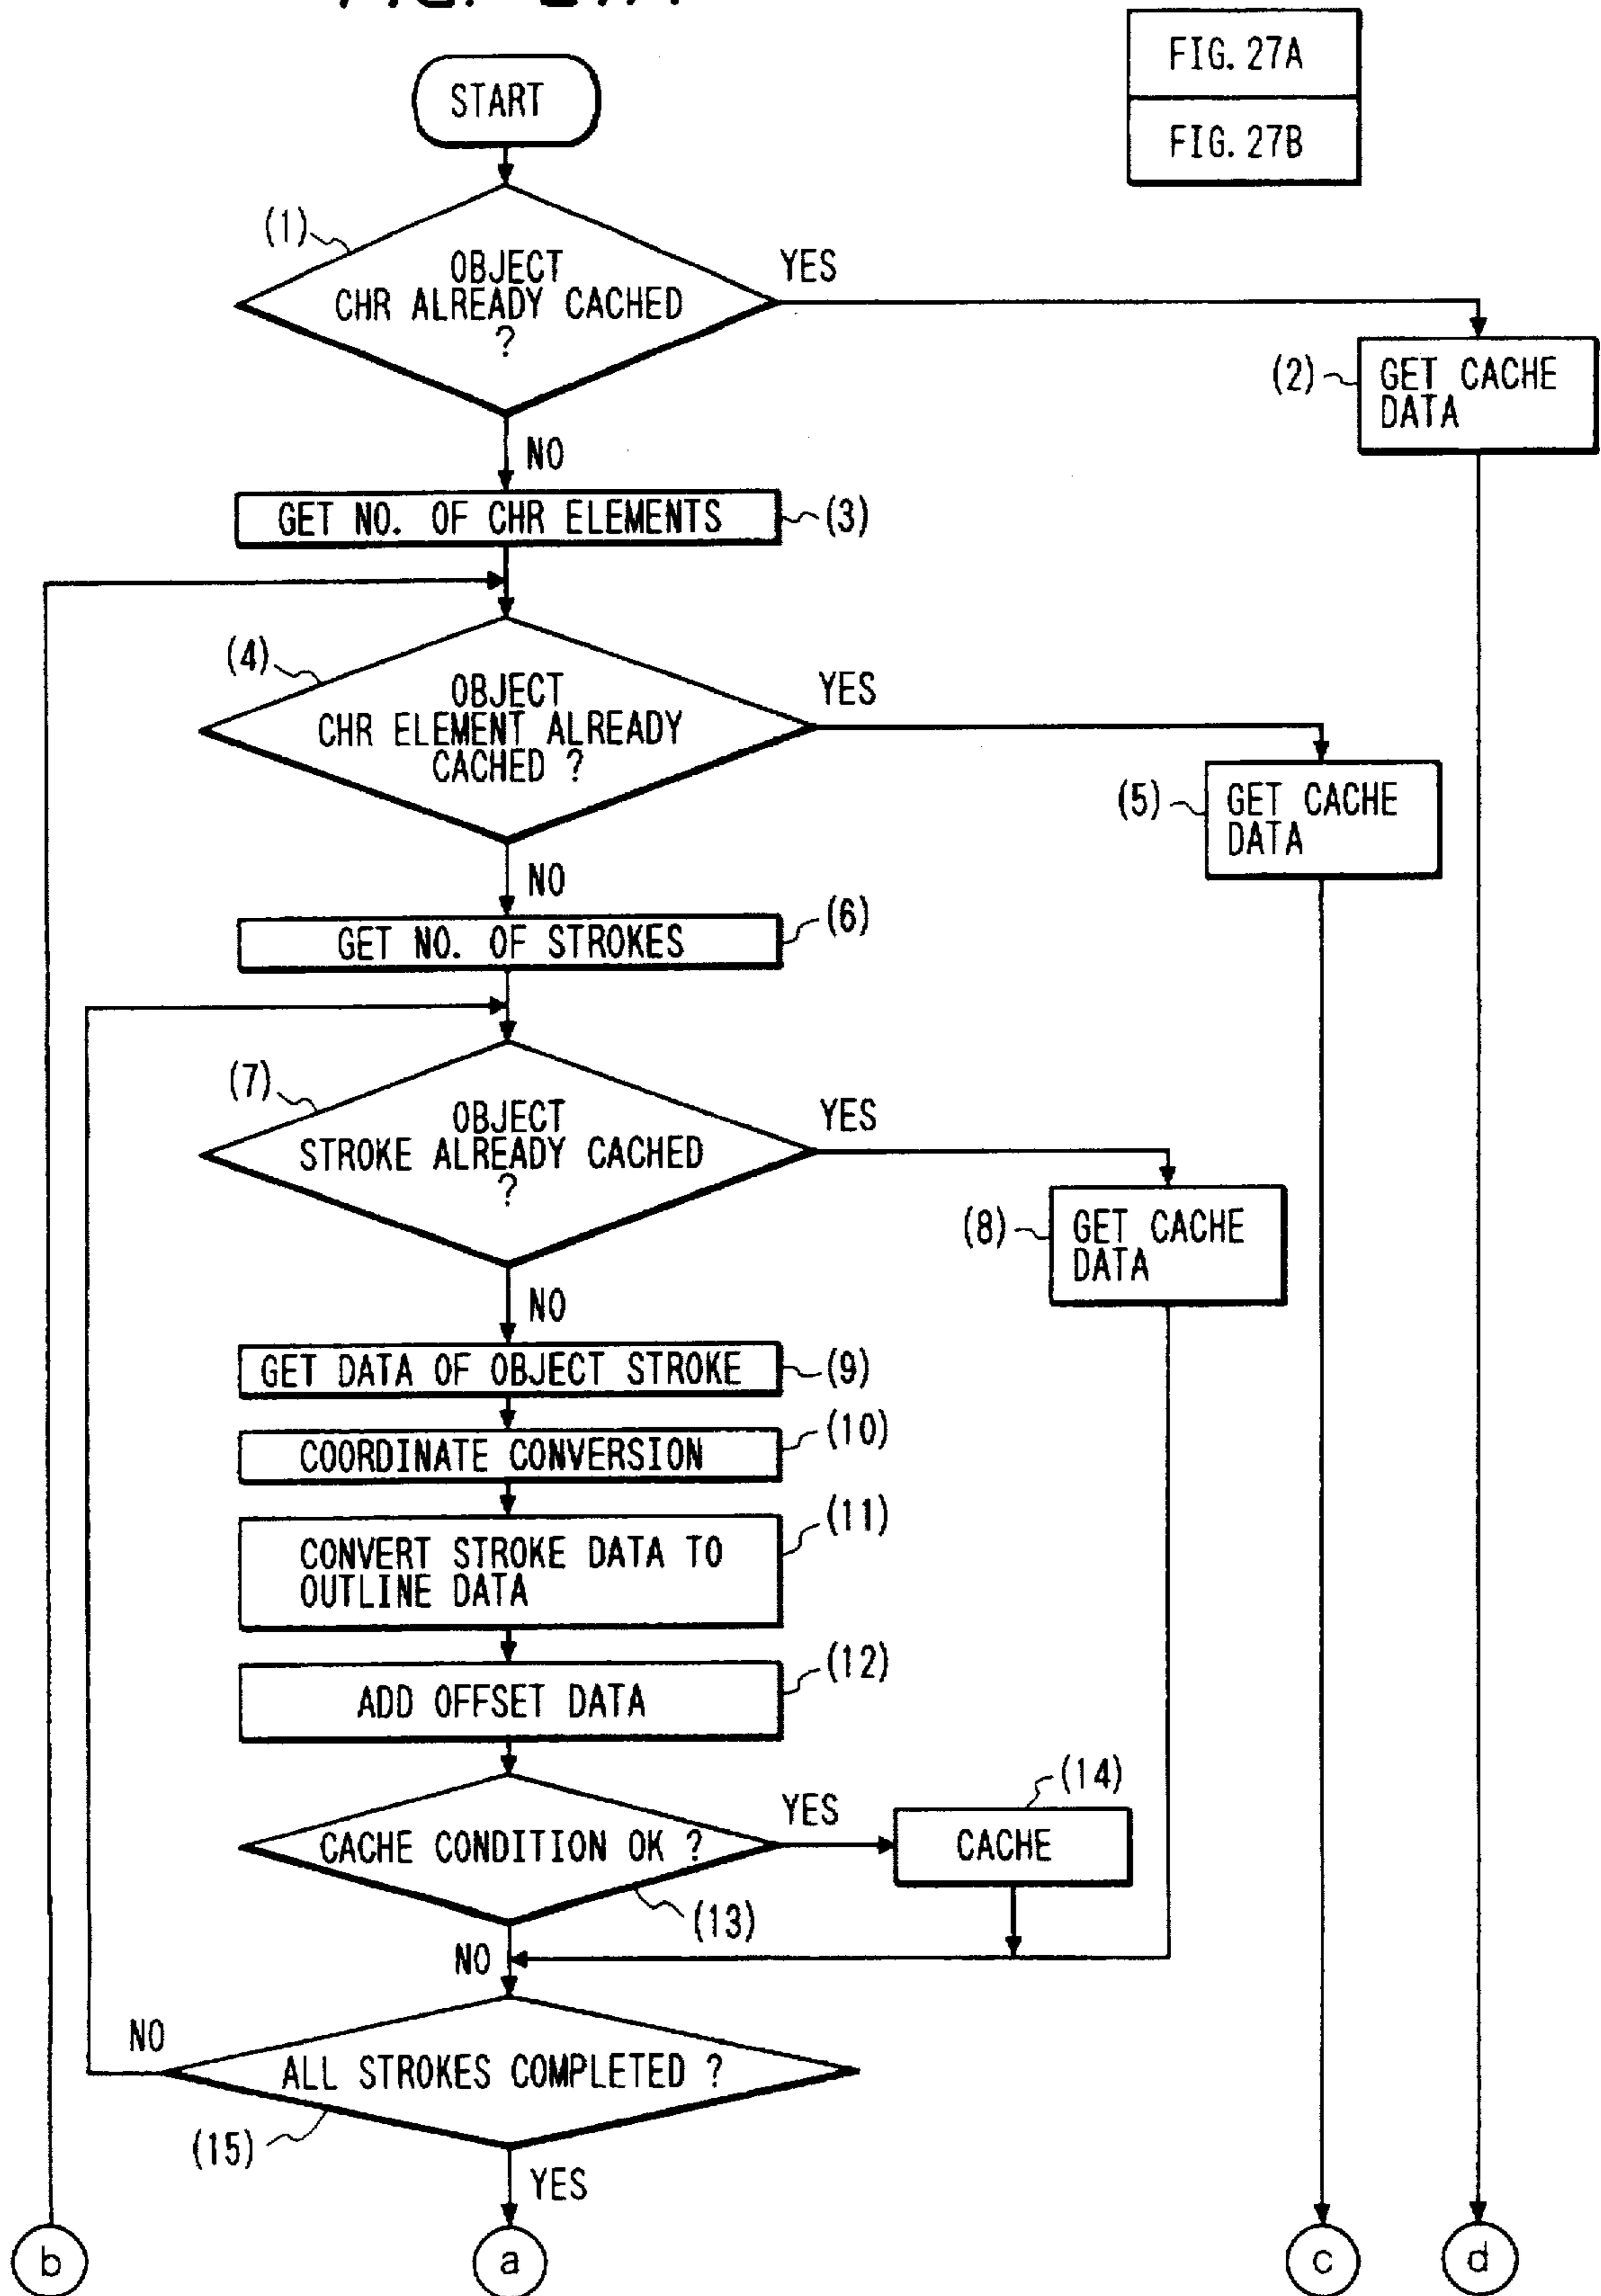 FIG. 27A
FIG. 27B
START
(1)
OBJECT
CHR ALREADY CACHED
?
YES
(2)
GET CACHE
DATA
NO
GET NO. OF CHR ELEMENTS
(3)
(4)
OBJECT
CHR ELEMENT ALREADY
CACHED ?
YES
(5)
GET CACHE
DATA
NO
GET NO. OF STROKES
(6)
(7)
OBJECT
STROKE ALREADY CACHED
?
YES
(8)
GET CACHE
DATA
NO
GET DATA OF OBJECT STROKE
(9)
COORDINATE CONVERSION
(10)
CONVERT STROKE DATA TO
OUTLINE DATA
(11)
ADD OFFSET DATA
(12)
CACHE CONDITION OK ?
YES
(14)
CACHE
(13)
NO
NO
ALL STROKES COMPLETED ?
(15)
YES
b
a
c
d